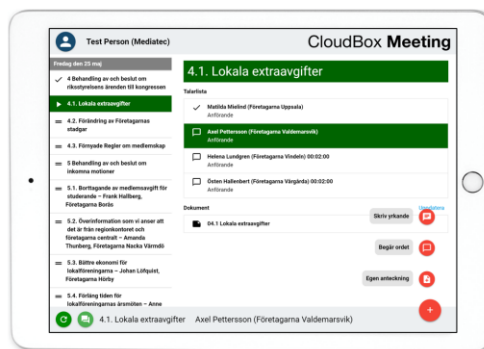 Test Person (Mediatec)
CloudBox Meeting
Fredag den 25 maj
4 Behandling av och beslut om
riksstyrelsens ärenden till kongressen
4.1. Lokala extraavgifter
4.2. Förändring av Företagarnas
stadgar
4.3. Förnyade Regler om medlemskap
5 Behandling av och beslut om
inkomna motioner
5.1. Borttagande av medlemsavgift för
studerande – Frank Hallberg,
Företagarna Borås
5.2. Överinformation som vi anser att
det är från regionkontoret och
företagarna centralt – Amanda
Thunberg, Företagarna Nacka Värmdö
5.3. Bättre ekonomi för
lokalföreningarna – Johan Löfquist,
Företagarna Hörby
5.4. Förläng tiden för
lokalföreningarnas årsmöten – Anne
4.1. Lokala extraavgifter
Talarlista
Matilda Mielind (Företagarna Uppsala)
Anförande
Axel Pettersson (Företagarna Valdemarsvik)
Anförande
Helena Lundgren (Företagarna Vindeln) 00:02:00
Anförande
Östen Hallenbert (Företagarna Vårgårda) 00:02:00
Anförande
Dokument
Uppdatera
04.1 Lokala extraavgifter
Skriv yrkande
Begär ordet
Egen anteckning
4.1. Lokala extraavgifter Axel Pettersson (Företagarna Valdemarsvik)